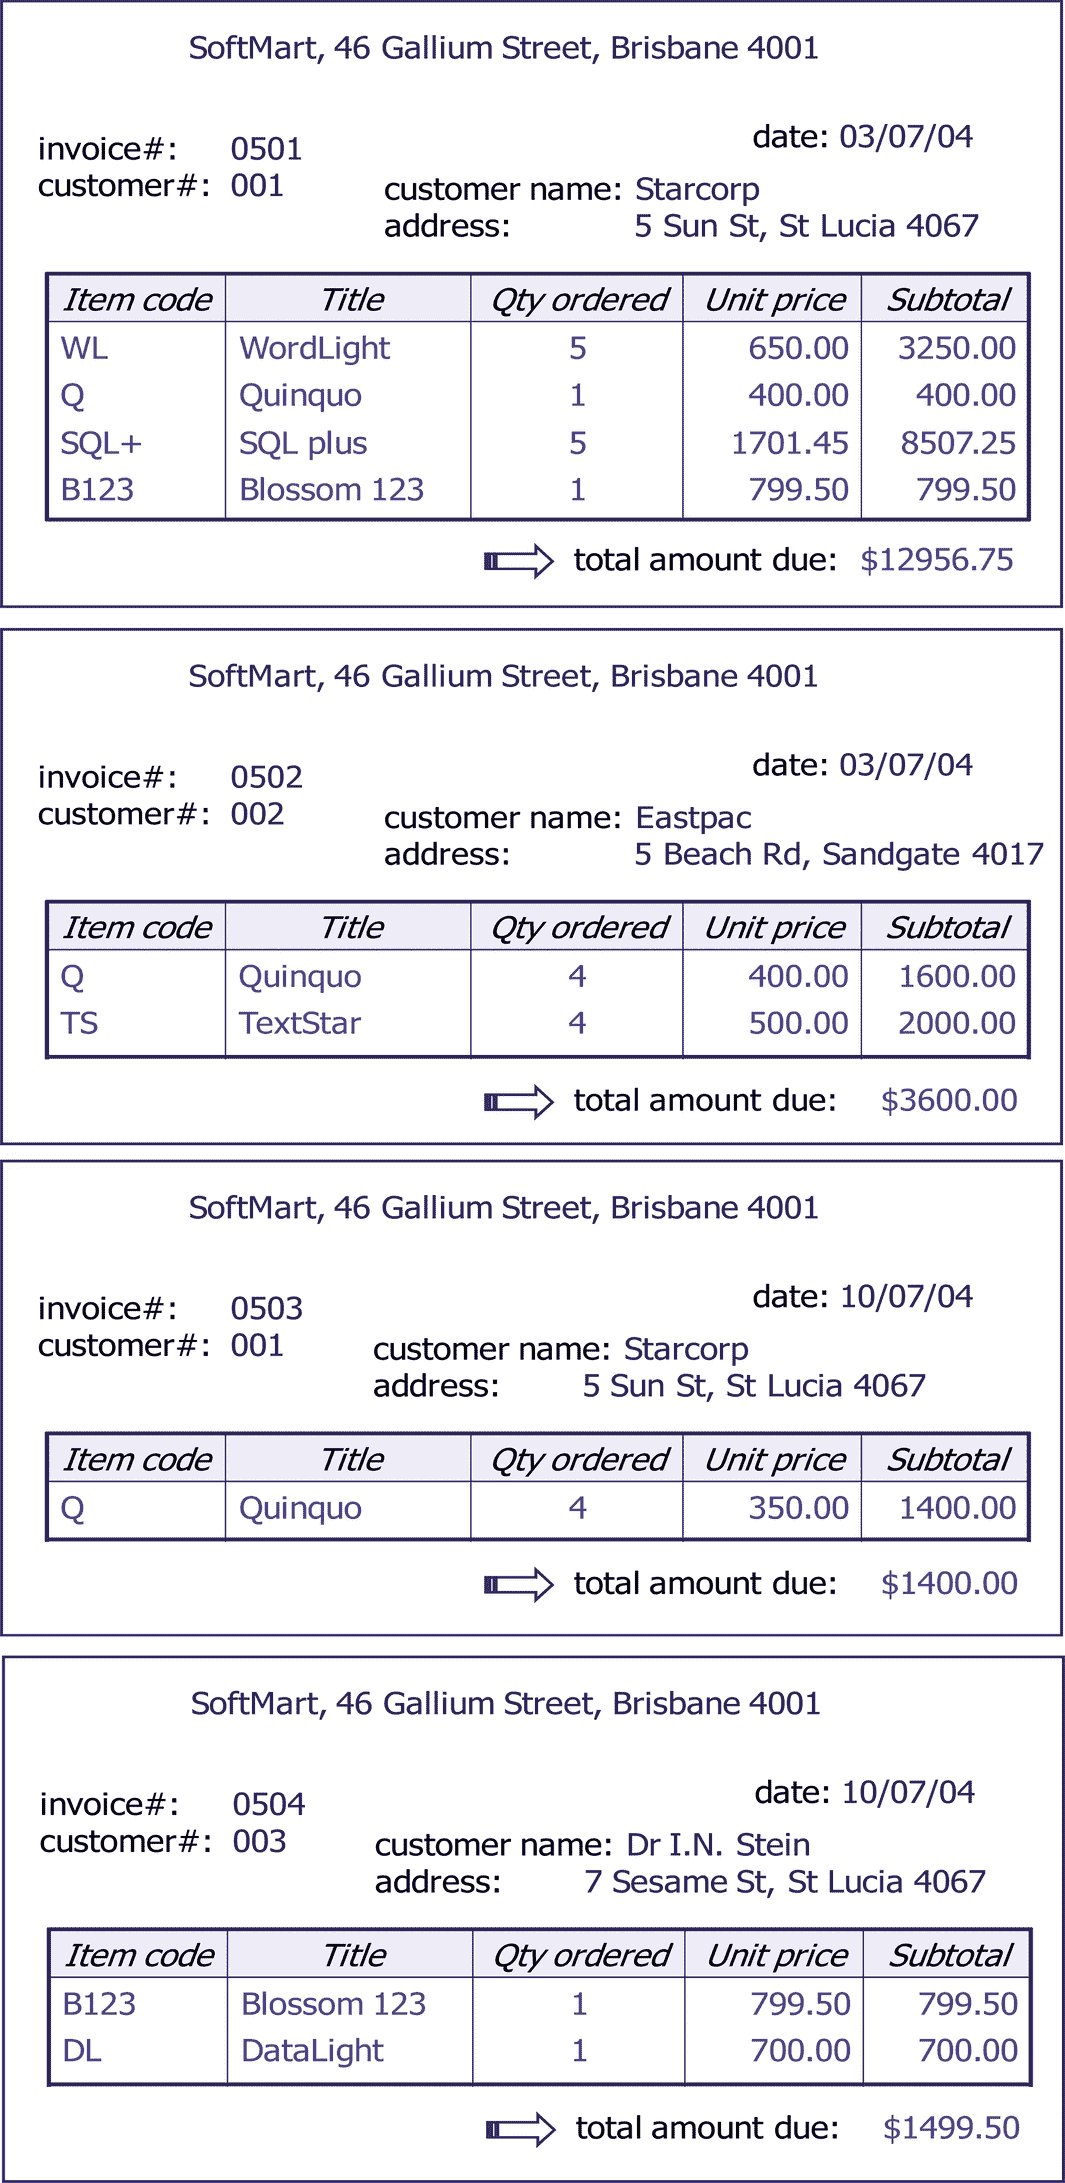 SoftMart, 46 Gallium Street, Brisbane 4001
date: 03/07/04
invoice#: 0501
customer#: 001
customer name: Starcorp
address: 5 Sun St, St Lucia 4067
Item code Title Qty ordered Unit price Subtotal
WL WordLight 5 650.00 3250.00
Q Quinquo 1 400.00 400.00
SQL+ SQL plus 5 1701.45 8507.25
B123 Blossom 123 1 799.50 799.50
total amount due: $12956.75
SoftMart, 46 Gallium Street, Brisbane 4001
date: 03/07/04
invoice#: 0502
customer#: 002
customer name: Eastpac
address: 5 Beach Rd, Sandgate 4017
Item code Title Qty ordered Unit price Subtotal
Q Quinquo 4 400.00 1600.00
TS TextStar 4 500.00 2000.00
total amount due: $3600.00
SoftMart, 46 Gallium Street, Brisbane 4001
date: 10/07/04
invoice#: 0503
customer#: 001
customer name: Starcorp
address: 5 Sun St, St Lucia 4067
Item code Title Qty ordered Unit price Subtotal
Q Quinquo 4 350.00 1400.00
total amount due: $1400.00
SoftMart, 46 Gallium Street, Brisbane 4001
date: 10/07/04
invoice#: 0504
customer#: 003
customer name: Dr I.N. Stein
address: 7 Sesame St, St Lucia 4067
Item code Title Qty ordered Unit price Subtotal
B123 Blossom 123 1 799.50 799.50
DL DataLight 1 700.00 700.00
total amount due: $1499.50